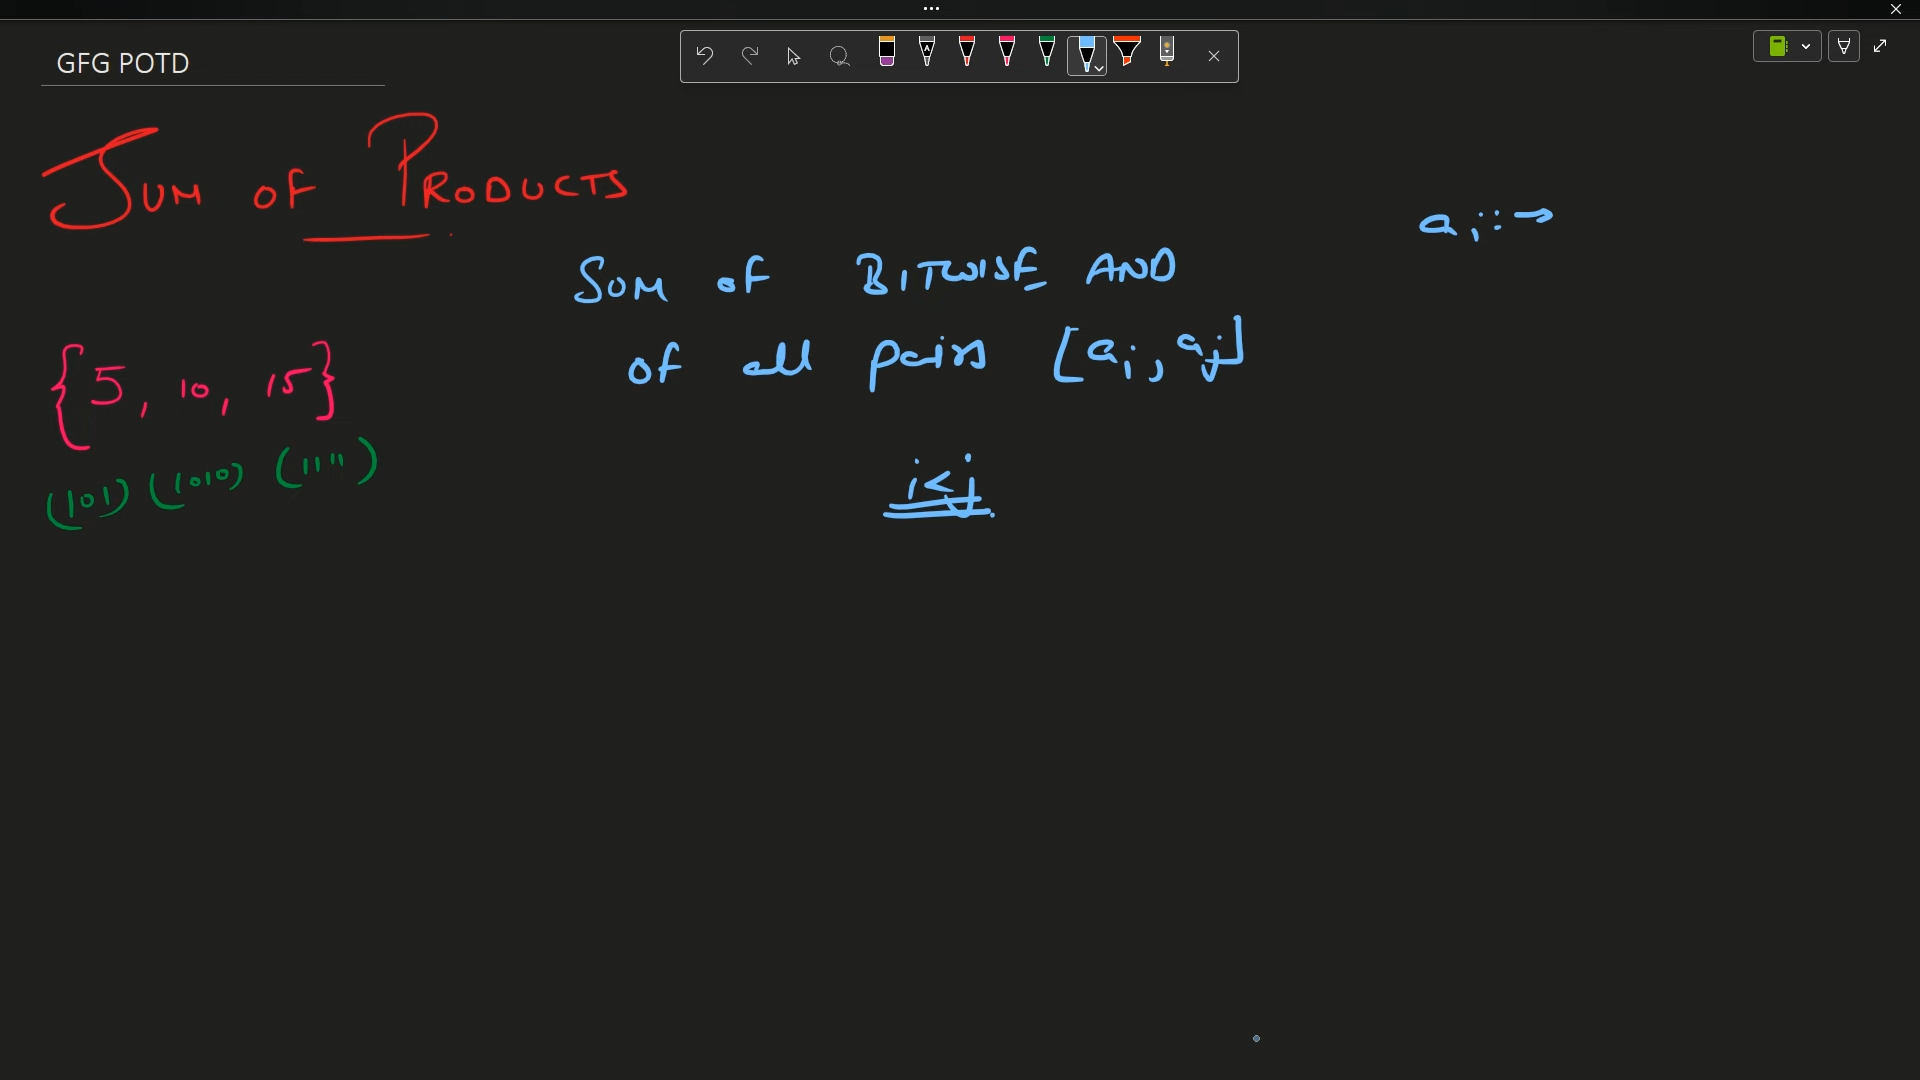 GFG POTD
SUM OF PRODUCTS
a i : →
SUM OF BITWISE AND
of all pairs [ai, aj]
{5, 10, 15}
(101) (1010) (1111)
i<j